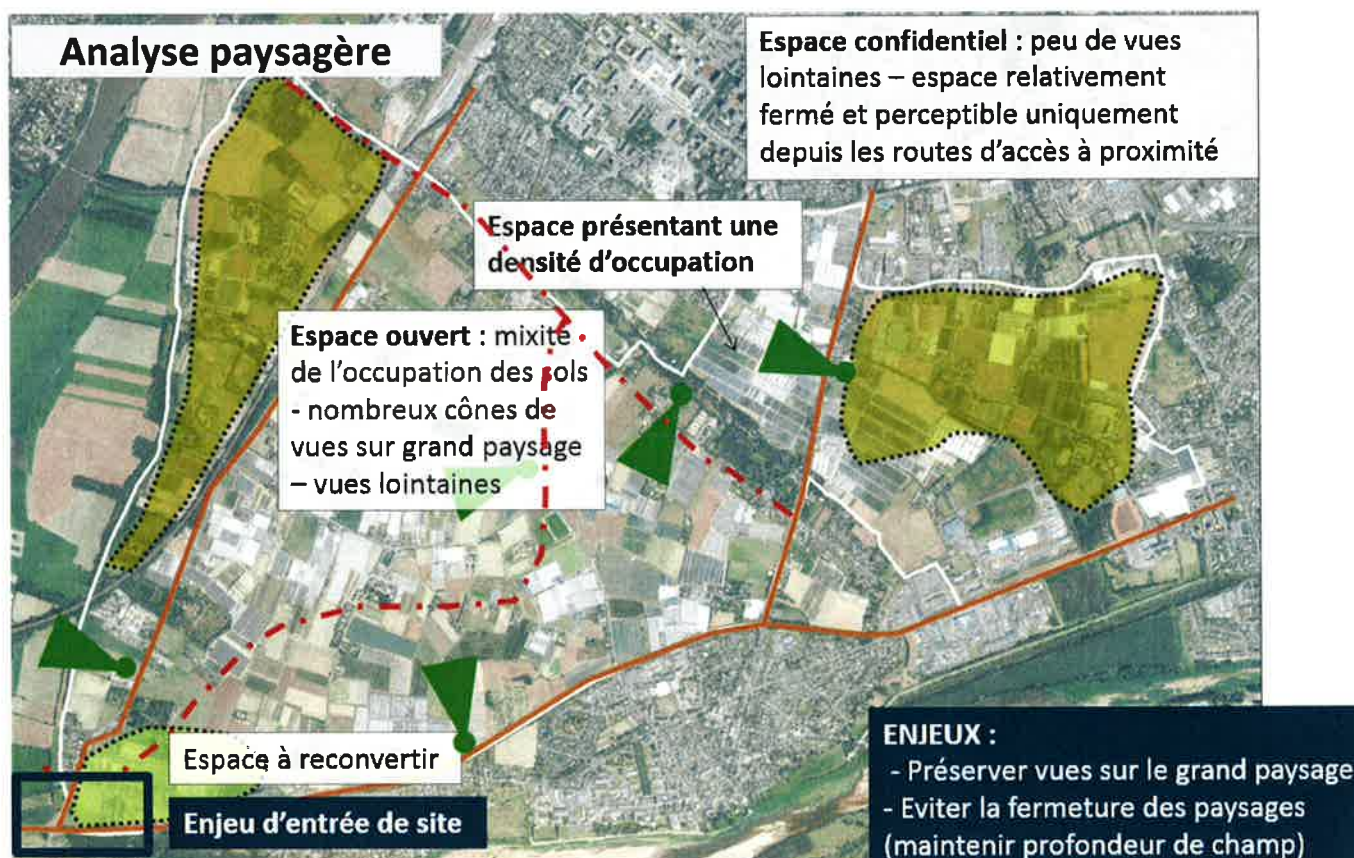 Analyse paysagère
Espace confidentiel : peu de vues
lointaines – espace relativement
fermé et perceptible uniquement
depuis les routes d'accès à proximité
Espace présentant une
densité d'occupation
Espace ouvert : mixité
de l'occupation des sols
- nombreux cônes de
vues sur grand paysage
– vues lointaines
Espace à reconvertir
Enjeu d'entrée de site
ENJEUX :
- Préserver vues sur le grand paysage
- Eviter la fermeture des paysages
(maintenir profondeur de champ)